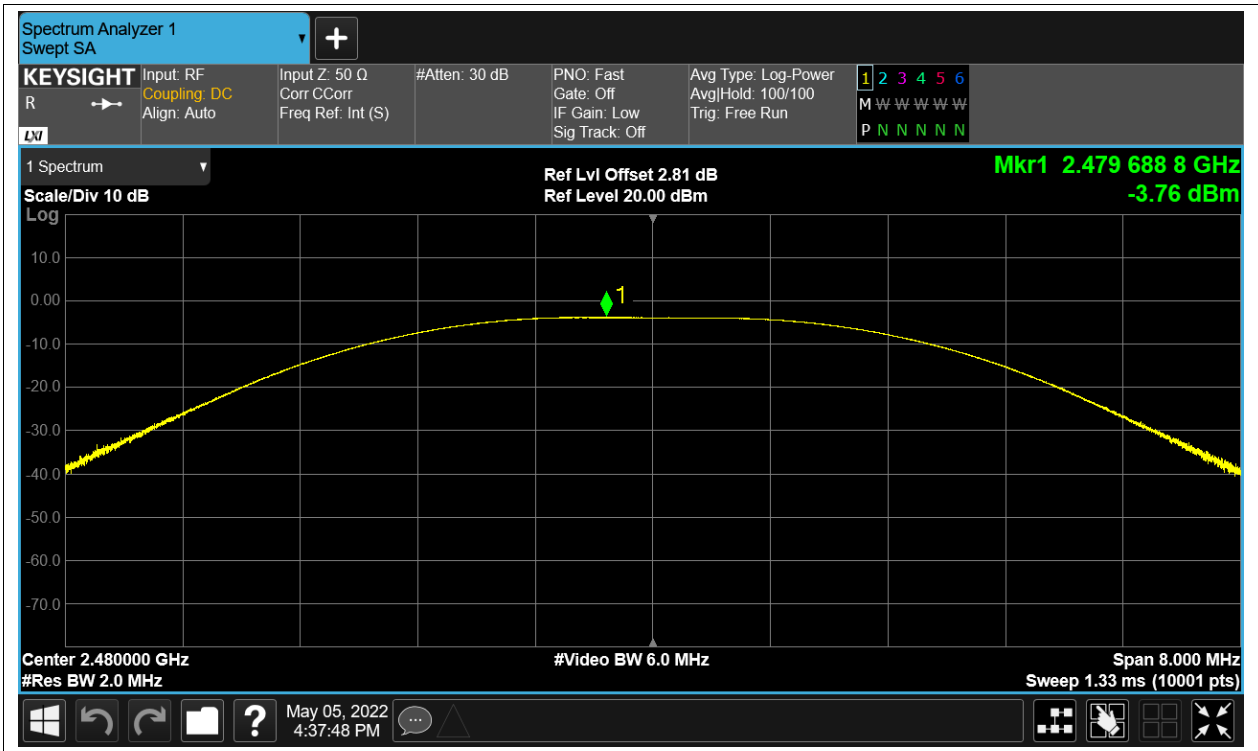 Spectrum Analyzer 1
Swept SA
+
KEYSIGHT
R
LXI
Input: RF
Coupling: DC
Align: Auto
Input Z: 50 Ω
Corr CCorr
Freq Ref: Int (S)
#Atten: 30 dB
PNO: Fast
Gate: Off
IF Gain: Low
Sig Track: Off
Avg Type: Log-Power
Avg|Hold: 100/100
Trig: Free Run
1 2 3 4 5 6
M W W W W W
P N N N N N
1 Spectrum
Scale/Div 10 dB
Log
Ref Lvl Offset 2.81 dB
Ref Level 20.00 dBm
Mkr1 2.479 688 8 GHz
-3.76 dBm
10.0
0.00
-10.0
-20.0
-30.0
-40.0
-50.0
-60.0
-70.0
1
Center 2.480000 GHz
#Res BW 2.0 MHz
#Video BW 6.0 MHz
Span 8.000 MHz
Sweep 1.33 ms (10001 pts)
?
May 05, 2022
4:37:48 PM